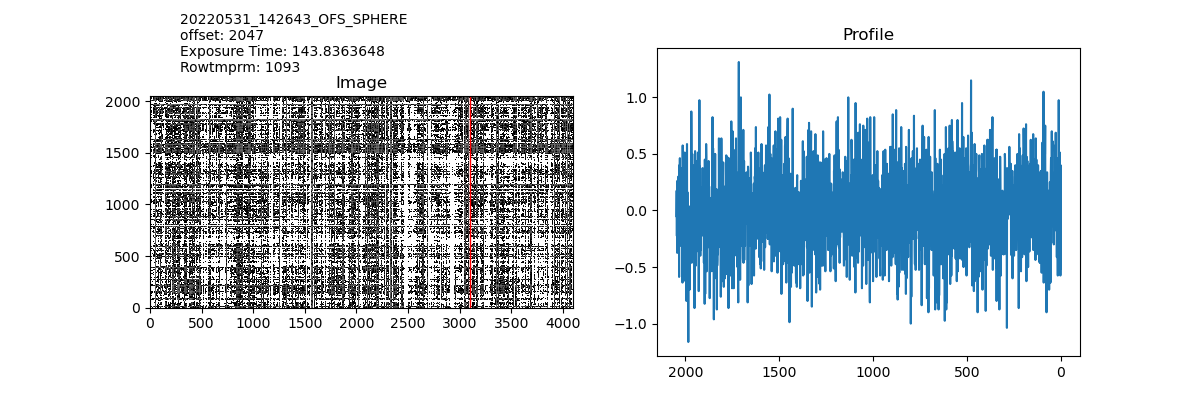 20220531_142643_OFS_SPHERE
offset: 2047
Exposure Time: 143.8363648
Rowtmprm: 1093
Image
2000
1500
1000
500
0
0 500 1000 1500 2000 2500 3000 3500 4000
Profile
1.0
0.5
0.0
−0.5
−1.0
2000 1500 1000 500 0